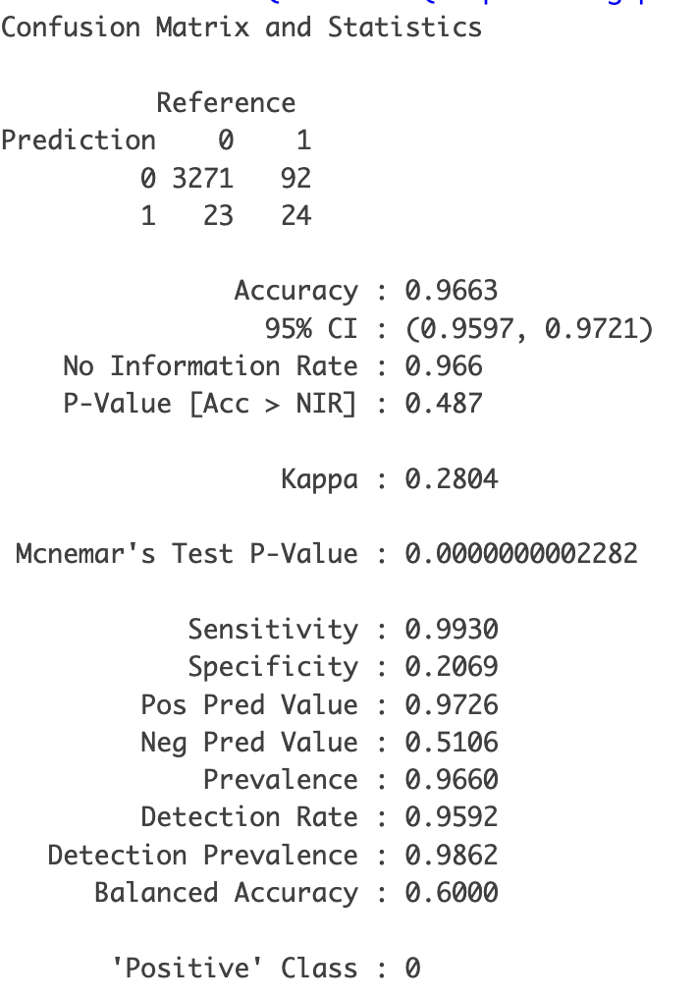 Confusion Matrix and Statistics
Reference
Prediction 0 1
0 3271 92
1 23 24
Accuracy : 0.9663
95% CI : (0.9597, 0.9721)
No Information Rate : 0.966
P-Value [Acc > NIR] : 0.487
Kappa : 0.2804
Mcnemar's Test P-Value : 0.0000000002282
Sensitivity : 0.9930
Specificity : 0.2069
Pos Pred Value : 0.9726
Neg Pred Value : 0.5106
Prevalence : 0.9660
Detection Rate : 0.9592
Detection Prevalence : 0.9862
Balanced Accuracy : 0.6000
'Positive' Class : 0